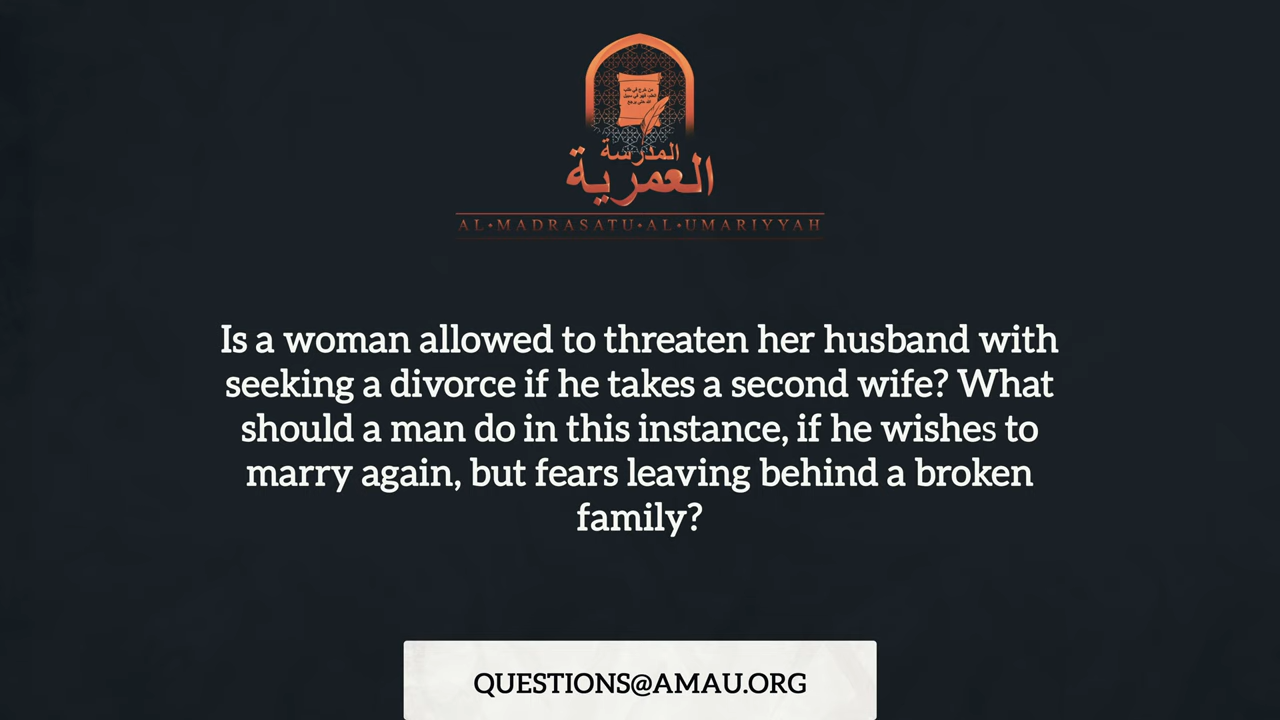 المدرسة
العمرية
AL•MADRASATU•AL•UMARIYYAH
Is a woman allowed to threaten her husband with
seeking a divorce if he takes a second wife? What
should a man do in this instance, if he wishes to
marry again, but fears leaving behind a broken
family?
QUESTIONS@AMAU.ORG